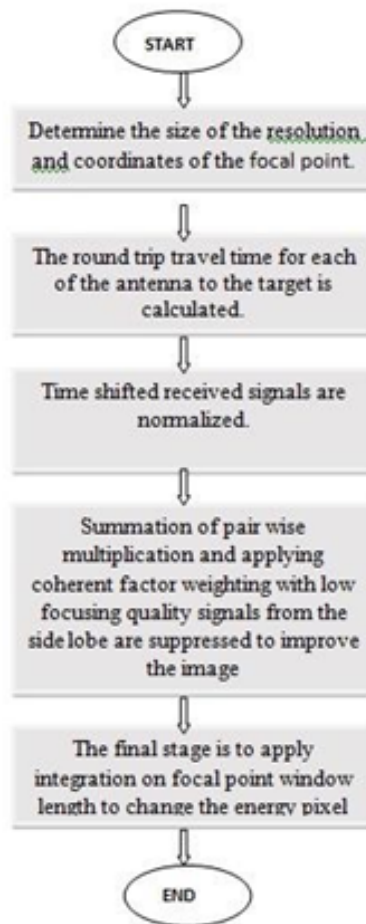 START
Determine the size of the resolution
and coordinates of the focal point.
The round trip travel time for each
of the antenna to the target is
calculated.
Time shifted received signals are
normalized.
Summation of pair wise
multiplication and applying
coherent factor weighting with low
focusing quality signals from the
side lobe are suppressed to improve
the image
The final stage is to apply
integration on focal point window
length to change the energy pixel
END